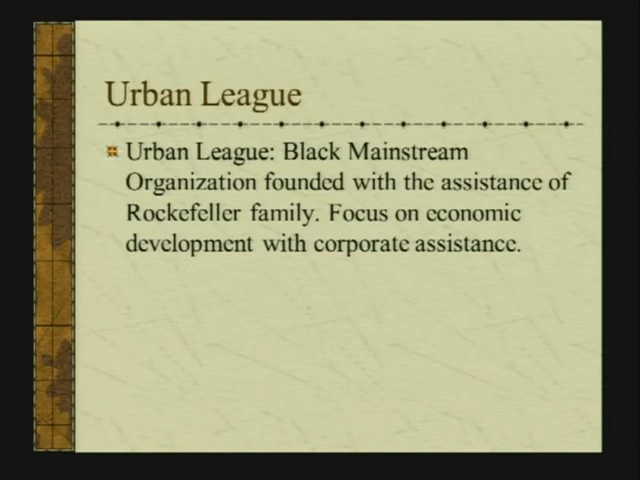 Urban League
Urban League: Black Mainstream
Organization founded with the assistance of
Rockefeller family. Focus on economic
development with corporate assistance.